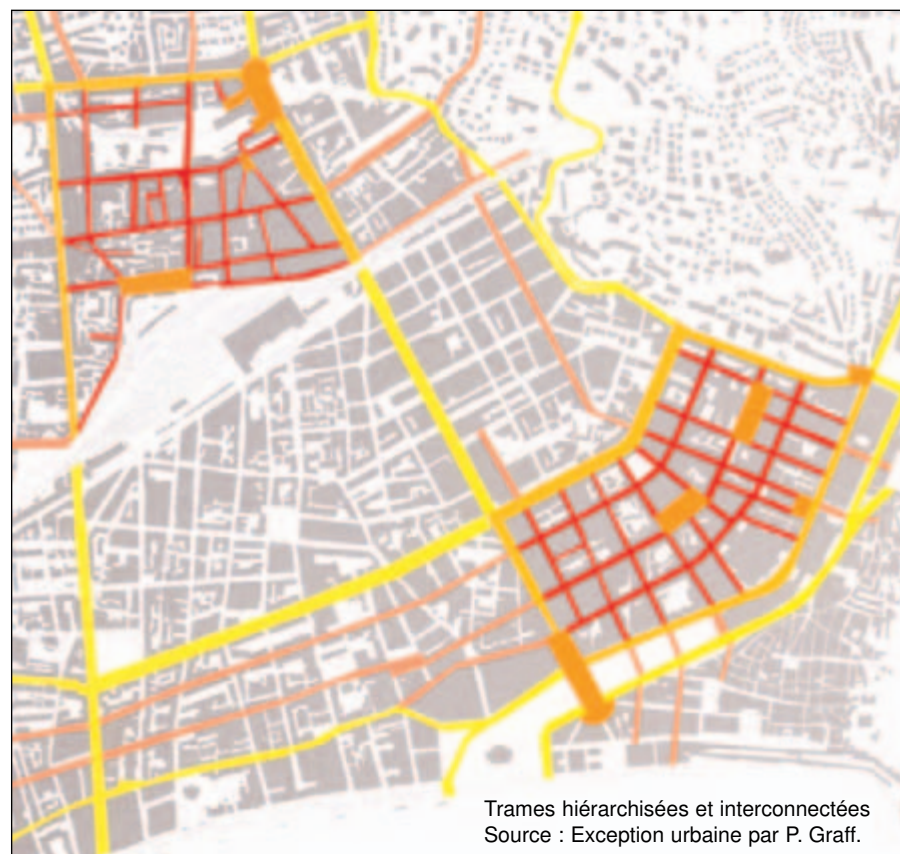 Trames hiérarchisées et interconnectées
Source : Exception urbaine par P. Graff.